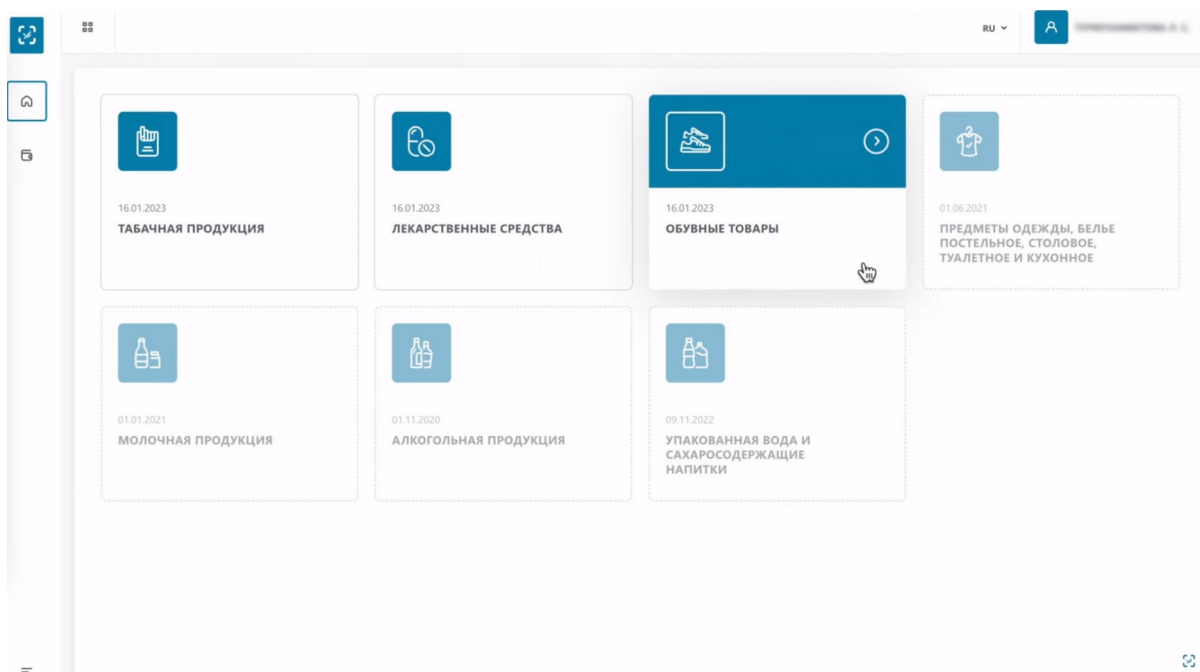 RU
16.01.2023
ТАБАЧНАЯ ПРОДУКЦИЯ
16.01.2023
ЛЕКАРСТВЕННЫЕ СРЕДСТВА
16.01.2023
ОБУВНЫЕ ТОВАРЫ
01.06.2021
ПРЕДМЕТЫ ОДЕЖДЫ, БЕЛЬЕ
ПОСТЕЛЬНОЕ, СТОЛОВОЕ,
ТУАЛЕТНОЕ И КУХОННОЕ
01.01.2021
МОЛОЧНАЯ ПРОДУКЦИЯ
01.11.2020
АЛКОГОЛЬНАЯ ПРОДУКЦИЯ
09.11.2022
УПАКОВАННАЯ ВОДА И
САХАРОСОДЕРЖАЩИЕ
НАПИТКИ